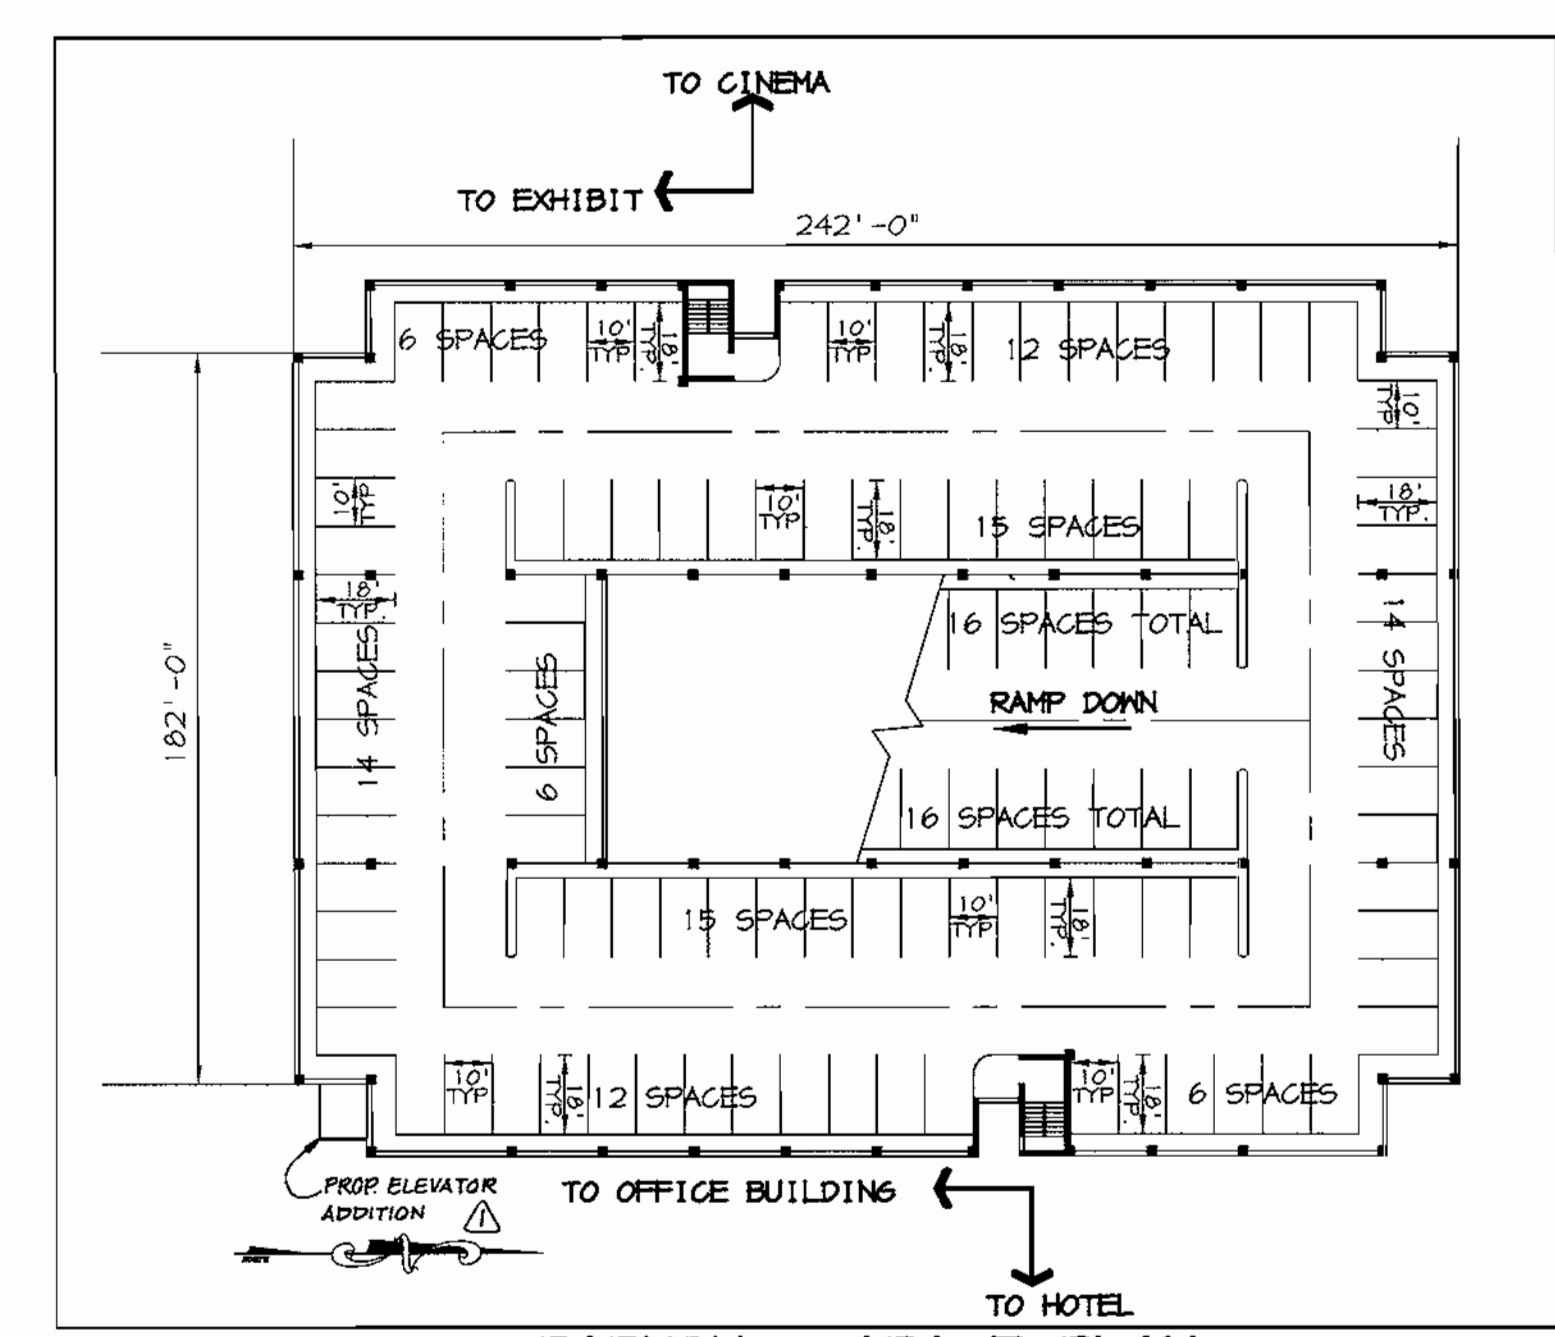 TO CINEMA
TO EXHIBIT
242'-0"
6 SPACES
10'
TYP
18'
TYP.
10'
TYP
18'
TYP.
12 SPACES
10'
TYP
10'
TYP
10'
TYP.
18'
TYP.
15 SPACES
18'
TYP.
18'
TYP.
16 SPACES TOTAL
14 SPACES
6 SPACES
14 SPACES
182'-0"
RAMP DOWN
16 SPACES TOTAL
15 SPACES
10'
TYP
18'
TYP.
10'
TYP
18'
TYP.
12 SPACES
10'
TYP
18'
TYP.
6 SPACES
PROP. ELEVATOR
ADDITION
1
TO OFFICE BUILDING
TO HOTEL